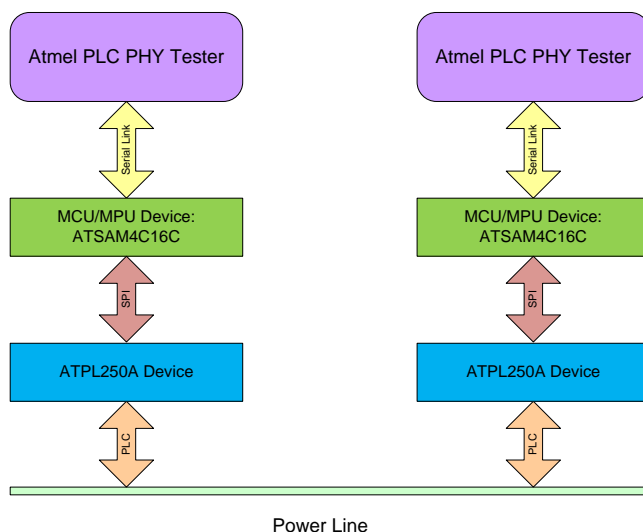 Atmel PLC PHY Tester
Atmel PLC PHY Tester
Serial Link
Serial Link
MCU/MPU Device:
ATSAM4C16C
MCU/MPU Device:
ATSAM4C16C
SPI
SPI
ATPL250A Device
ATPL250A Device
PLC
PLC
Power Line